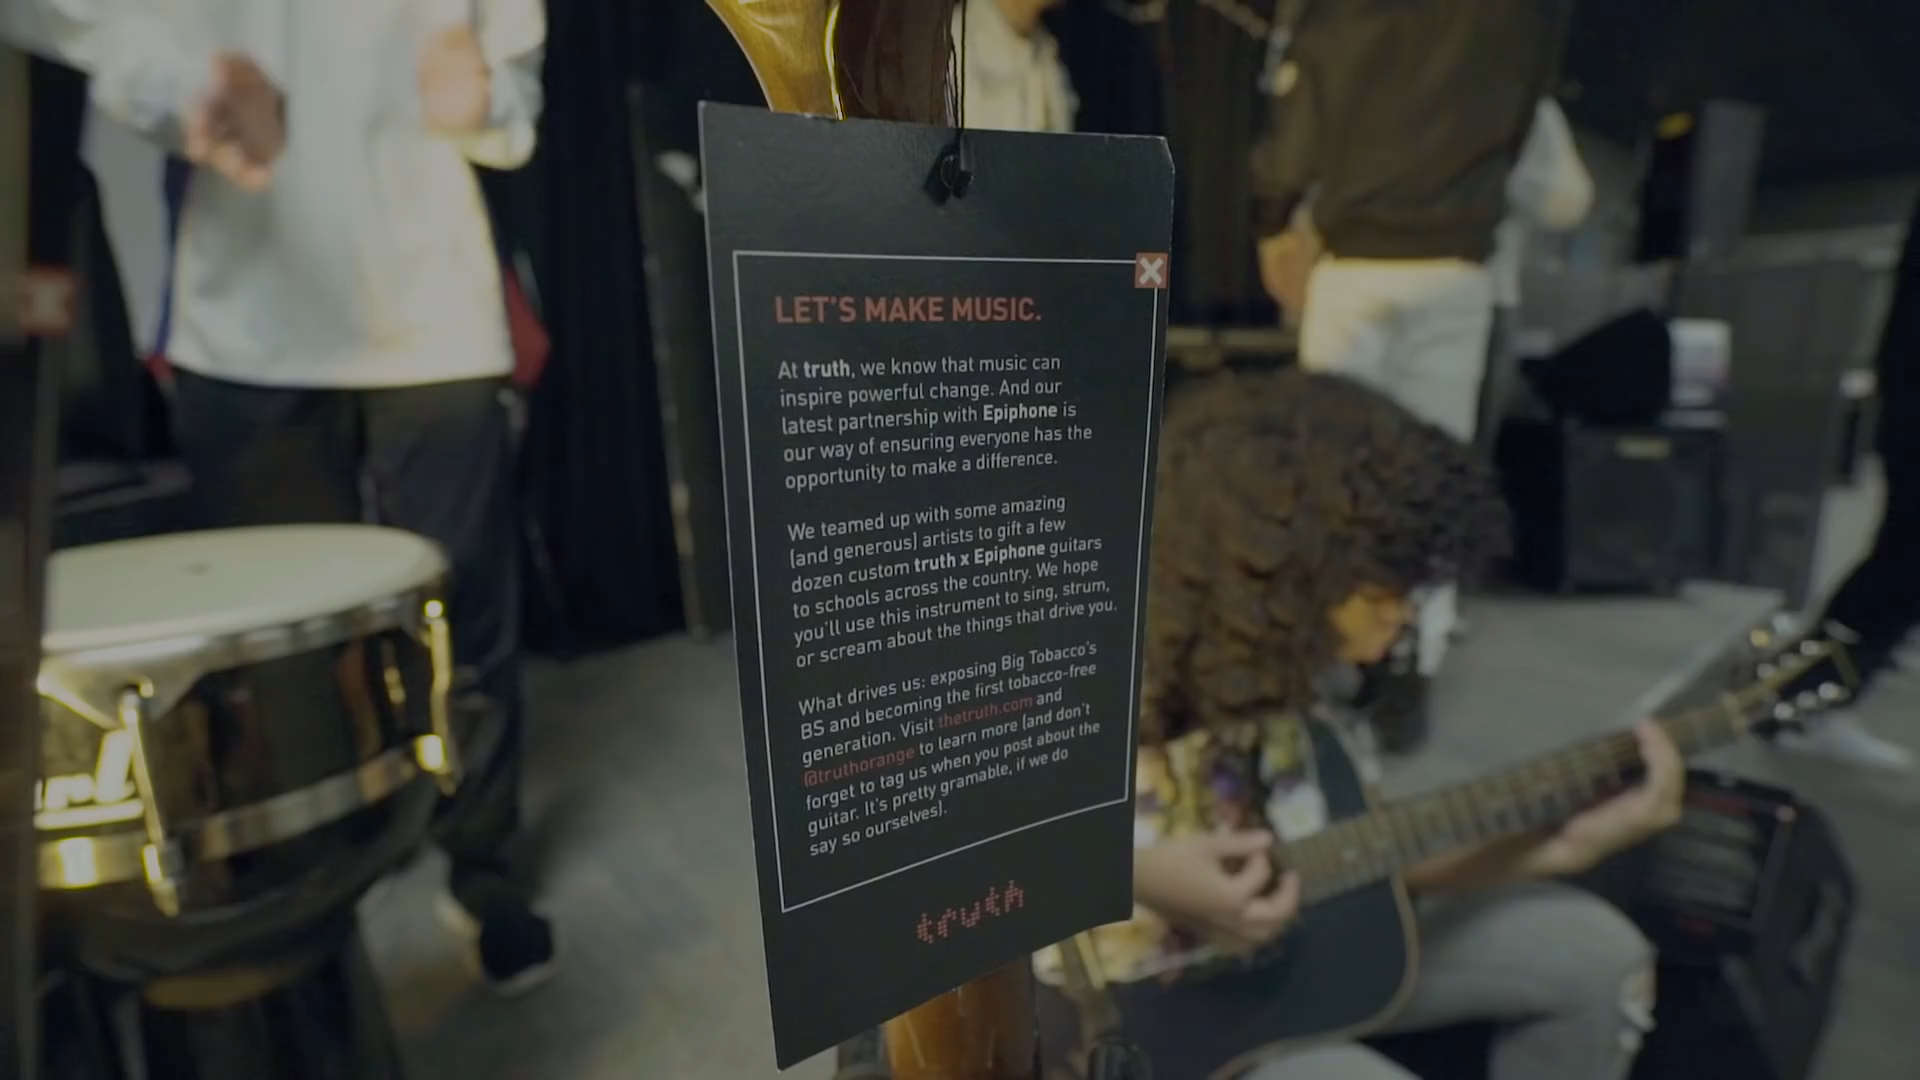 LET'S MAKE MUSIC.
At truth, we know that music can
inspire powerful change. And our
latest partnership with Epiphone is
our way of ensuring everyone has the
opportunity to make a difference.
We teamed up with some amazing
(and generous) artists to gift a few
dozen custom truth x Epiphone guitars
to schools across the country. We hope
you'll use this instrument to sing, strum,
or scream about the things that drive you.
What drives us: exposing Big Tobacco's
BS and becoming the first tobacco-free
generation. Visit thetruth.com and
@truthorange to learn more (and don't
forget to tag us when you post about the
guitar. It's pretty gramable, if we do
say so ourselves).
truth